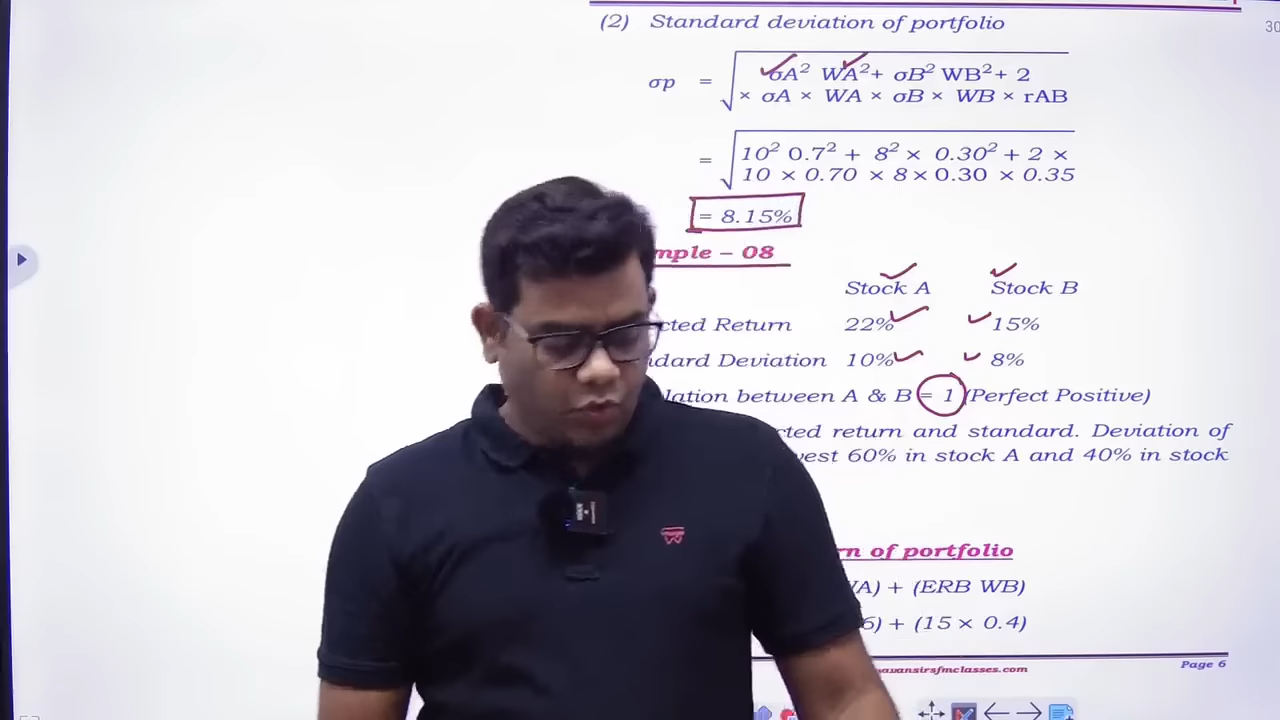 (2) Standard deviation of portfolio
30
σp = √ σA² WA² + σB² WB² + 2
× σA × WA × σB × WB × rAB
= √ 10² 0.7² + 8² × 0.30² + 2 ×
10 × 0.70 × 8 × 0.30 × 0.35
= 8.15%
mple – 08
Stock A Stock B
cted Return 22% 15%
dard Deviation 10% 8%
lation between A & B = 1 (Perfect Positive)
cted return and standard. Deviation of
vest 60% in stock A and 40% in stock
rn of portfolio
WA) + (ERB WB)
6) + (15 × 0.4)
pavansirsfmclasses.com
Page 6